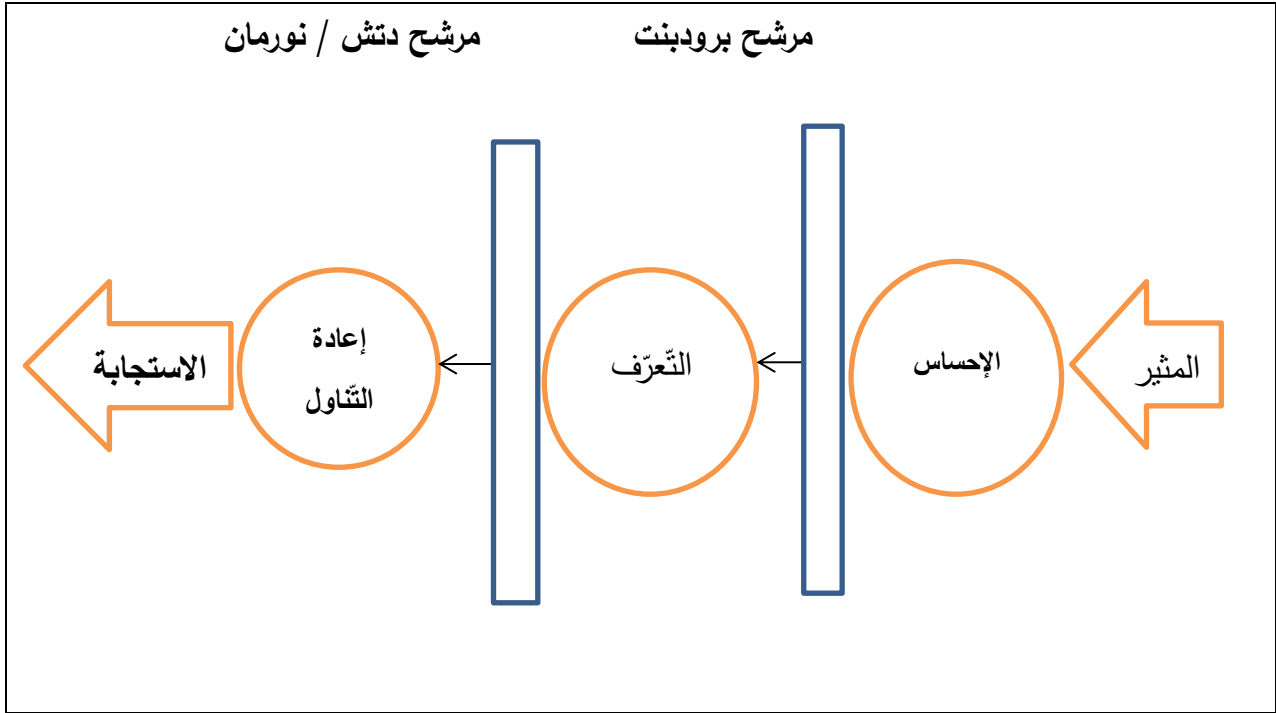 مرشح برودبنت
مرشح دتش / نورمان
المثير
الإحساس
التّعرّف
إعادة
التّناول
الاستجابة